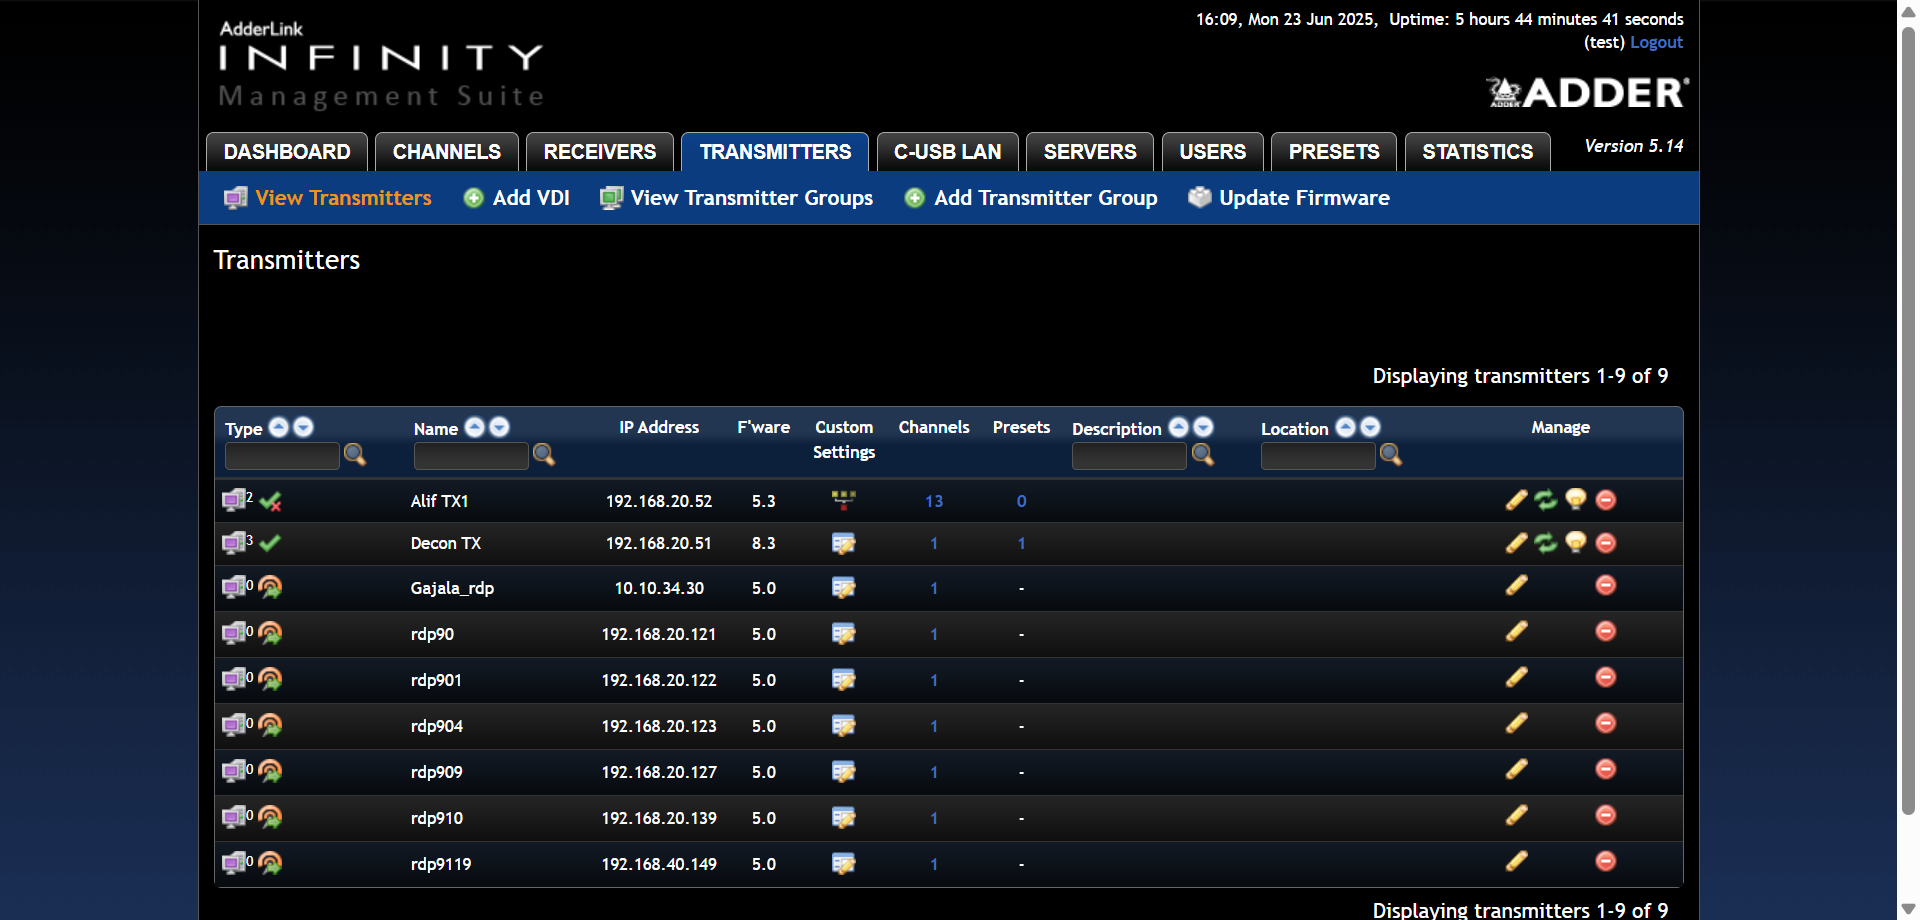 AdderLink
INFINITY
Management Suite
16:09, Mon 23 Jun 2025, Uptime: 5 hours 44 minutes 41 seconds
(test) Logout
ADDER
ADDER
DASHBOARD CHANNELS RECEIVERS TRANSMITTERS C-USB LAN SERVERS USERS PRESETS STATISTICS Version 5.14
View Transmitters Add VDI View Transmitter Groups Add Transmitter Group Update Firmware
Transmitters
Displaying transmitters 1-9 of 9
Type Name IP Address F'ware Custom Settings Channels Presets Description Location Manage
2 Alif TX1 192.168.20.52 5.3 13 0
3 Decon TX 192.168.20.51 8.3 1 1
0 Gajala_rdp 10.10.34.30 5.0 1 -
0 rdp90 192.168.20.121 5.0 1 -
0 rdp901 192.168.20.122 5.0 1 -
0 rdp904 192.168.20.123 5.0 1 -
0 rdp909 192.168.20.127 5.0 1 -
0 rdp910 192.168.20.139 5.0 1 -
0 rdp9119 192.168.40.149 5.0 1 -
Displaying transmitters 1-9 of 9